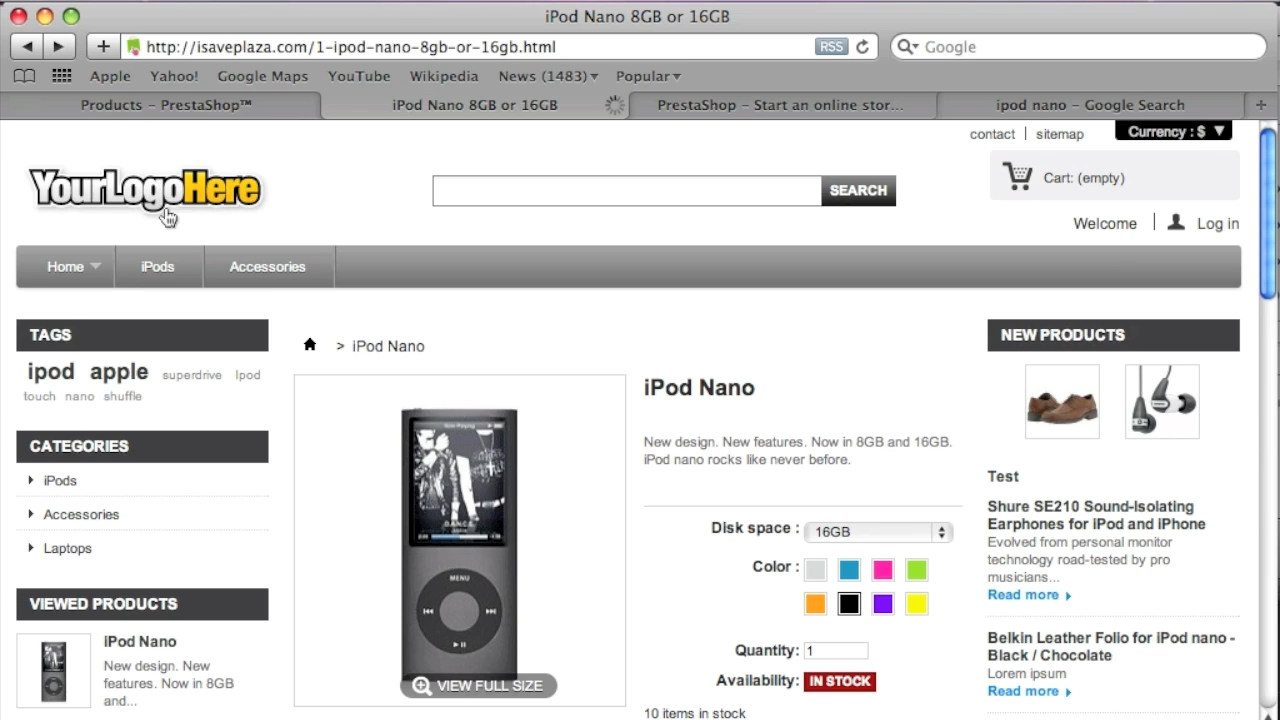 iPod Nano 8GB or 16GB
http://isaveplaza.com/1-ipod-nano-8gb-or-16gb.html
RSS
Google
Apple Yahoo! Google Maps YouTube Wikipedia News (1483)▾ Popular▾
Products – PrestaShop™
iPod Nano 8GB or 16GB
PrestaShop – Start an online stor...
ipod nano – Google Search
contact | sitemap
Currency : $ ▼
YourLogoHere
SEARCH
Cart: (empty)
Welcome | Log in
Home iPods Accessories
TAGS
ipod apple superdrive Ipod
touch nano shuffle
CATEGORIES
iPods
Accessories
Laptops
VIEWED PRODUCTS
iPod Nano
New design. New
features. Now in 8GB
and...
> iPod Nano
Now Playing
D.A.N.C.E.
MENU
VIEW FULL SIZE
iPod Nano
New design. New features. Now in 8GB and 16GB.
iPod nano rocks like never before.
Disk space : 16GB
Color :
Quantity: 1
Availability: IN STOCK
10 items in stock
NEW PRODUCTS
Test
Shure SE210 Sound-Isolating
Earphones for iPod and iPhone
Evolved from personal monitor
technology road-tested by pro
musicians...
Read more
Belkin Leather Folio for iPod nano -
Black / Chocolate
Lorem ipsum
Read more